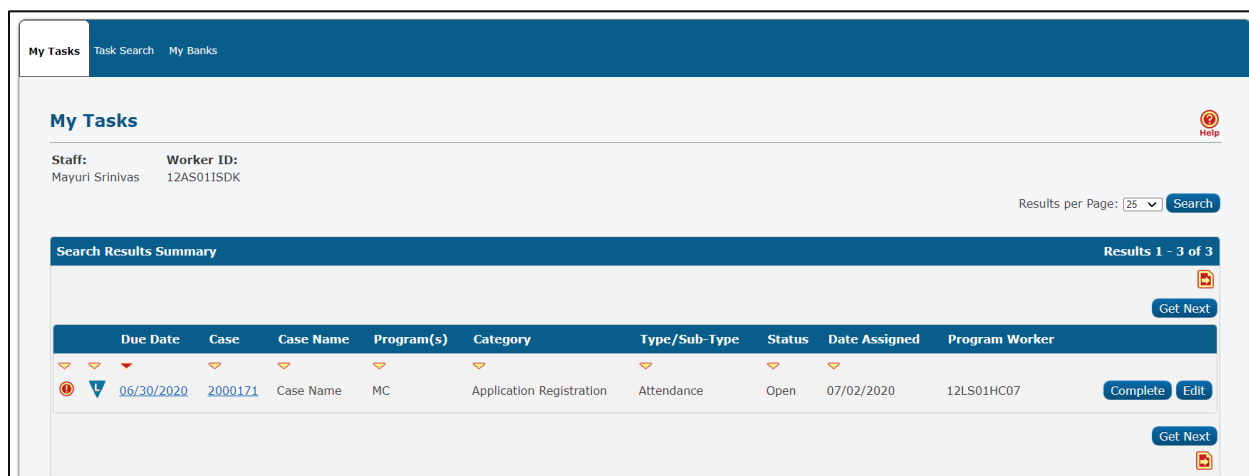 My Tasks Task Search My Banks
My Tasks
Help
Staff: Worker ID:
Mayuri Srinivas 12AS01ISDK
Results per Page: 25 Search
Search Results Summary Results 1 - 3 of 3
Get Next
Due Date Case Case Name Program(s) Category Type/Sub-Type Status Date Assigned Program Worker
L 06/30/2020 2000171 Case Name MC Application Registration Attendance Open 07/02/2020 12LS01HC07 Complete Edit
Get Next